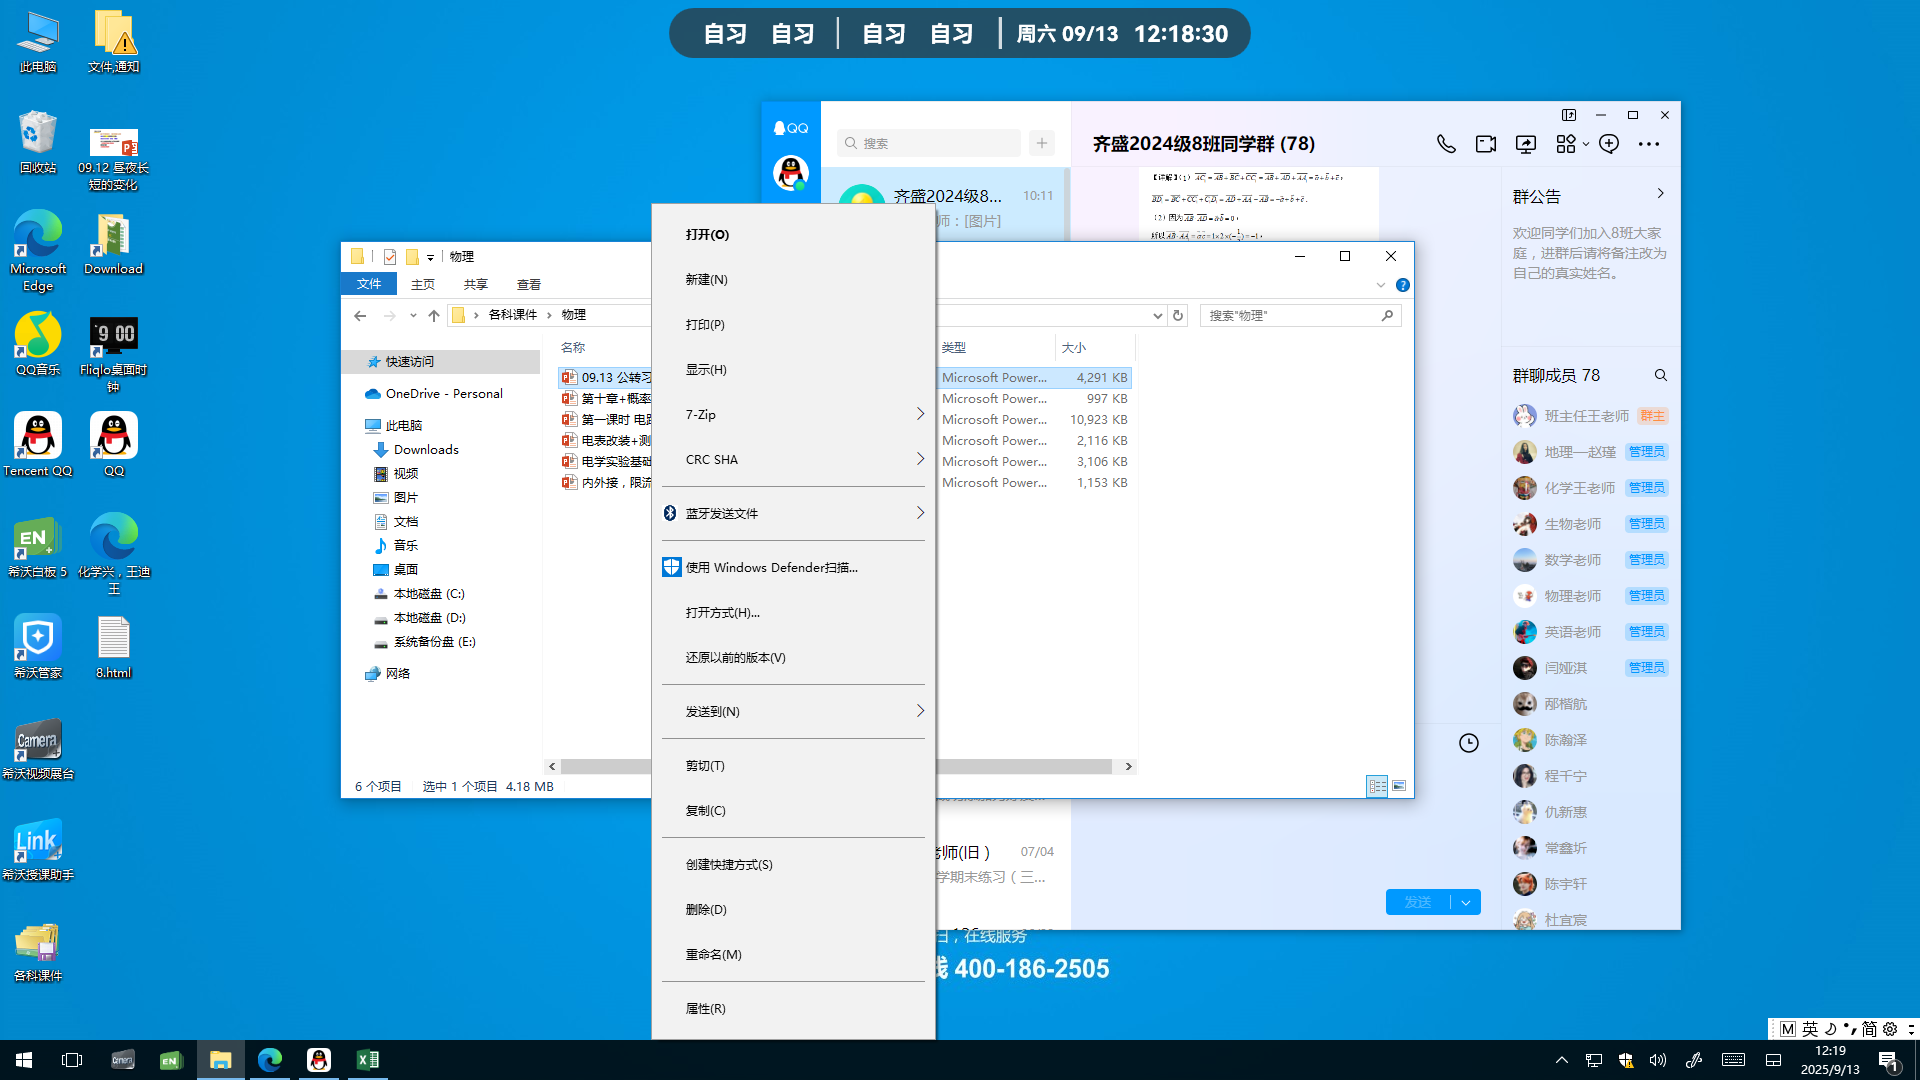 自习 自习 | 自习 自习 | 周六 09/13 12:18:30
此电脑
文件,通知
回收站
09.12 昼夜长
短的变化
Microsoft
Edge
Download
QQ音乐
Fliqlo桌面时
钟
Tencent QQ
QQ
希沃白板 5
化学兴，王迪
王
希沃管家
8.html
Camera
希沃视频展台
Link
希沃授课助手
各科课件
QQ
搜索
齐盛2024级8... 10:11
师：[图片]
老师(旧) 07/04
学期末练习（三...
齐盛2024级8班同学群 (78)
群公告
欢迎同学们加入8班大家
庭，进群后请将备注改为
自己的真实姓名。
群聊成员 78
班主任王老师 群主
地理—赵瑾 管理员
化学王老师 管理员
生物老师 管理员
数学老师 管理员
物理老师 管理员
英语老师 管理员
闫娅淇 管理员
邴楷航
陈瀚泽
程千宁
仇新惠
常鑫圻
陈宇轩
杜宜宸
发送
物理
文件 主页 共享 查看
各科课件 › 物理
搜索"物理"
快速访问
OneDrive - Personal
此电脑
Downloads
视频
图片
文档
音乐
桌面
本地磁盘 (C:)
本地磁盘 (D:)
系统备份盘 (E:)
网络
名称 类型 大小
09.13 公转习 Microsoft Power... 4,291 KB
第十章+概率 Microsoft Power... 997 KB
第一课时 电路 Microsoft Power... 10,923 KB
电表改装+测 Microsoft Power... 2,116 KB
电学实验基础 Microsoft Power... 3,106 KB
内外接，限流 Microsoft Power... 1,153 KB
6 个项目 选中 1 个项目 4.18 MB
打开(O)
新建(N)
打印(P)
显示(H)
7-Zip
CRC SHA
蓝牙发送文件
使用 Windows Defender扫描...
打开方式(H)...
还原以前的版本(V)
发送到(N)
剪切(T)
复制(C)
创建快捷方式(S)
删除(D)
重命名(M)
属性(R)
日，在线服务
线 400-186-2505
M 英 简
12:19
2025/9/13
1